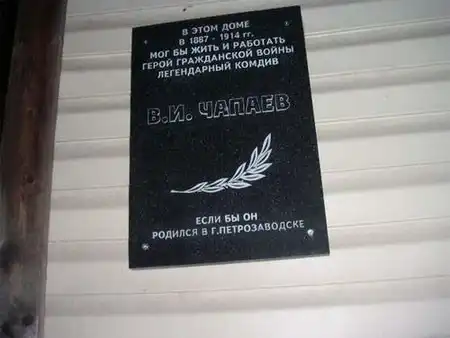 В ЭТОМ ДОМЕ
В 1887 - 1914 гг.
МОГ БЫ ЖИТЬ И РАБОТАТЬ
ГЕРОЙ ГРАЖДАНСКОЙ ВОЙНЫ
ЛЕГЕНДАРНЫЙ КОМДИВ
В.И. ЧАПАЕВ
ЕСЛИ БЫ ОН
РОДИЛСЯ В Г.ПЕТРОЗАВОДСКЕ